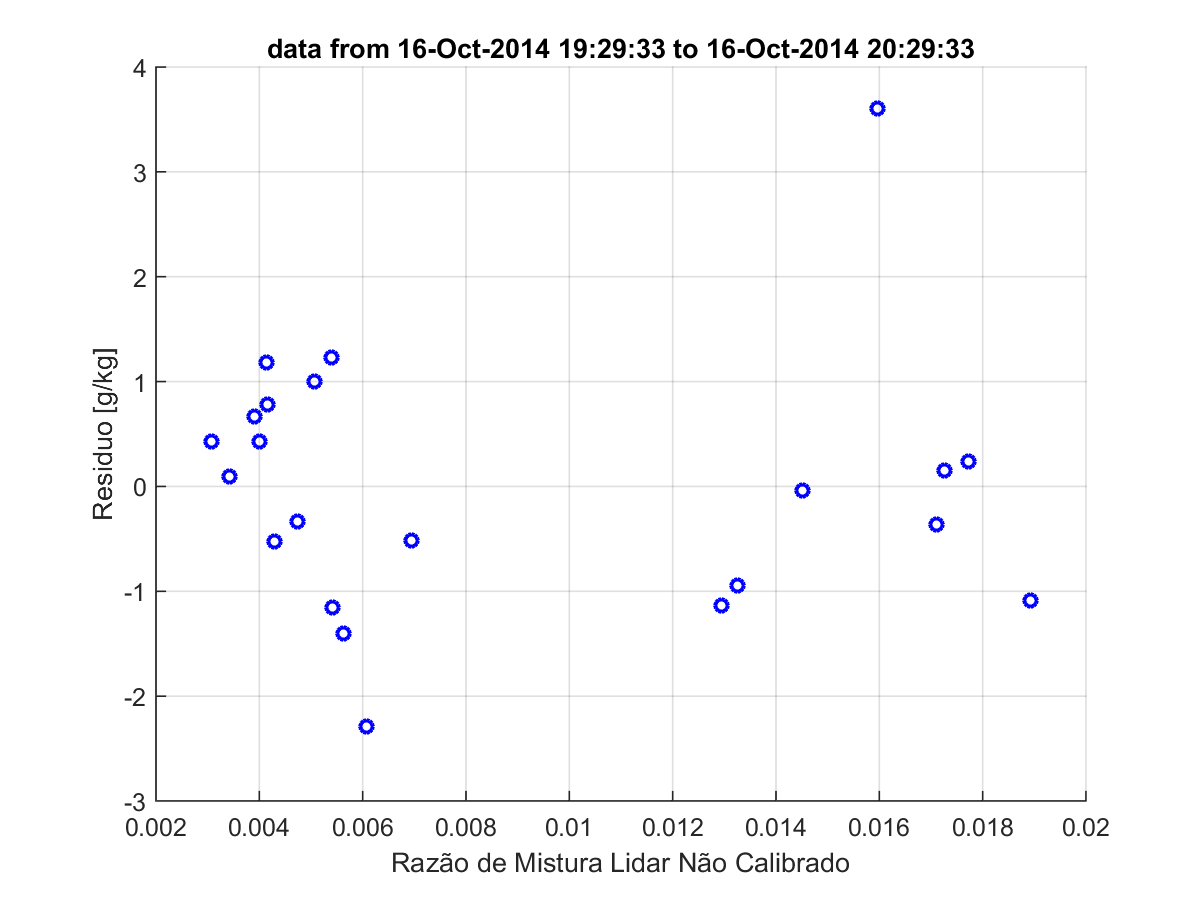 data from 16-Oct-2014 19:29:33 to 16-Oct-2014 20:29:33
4
3
2
1
0
-1
-2
-3
Residuo [g/kg]
0.002 0.004 0.006 0.008 0.01 0.012 0.014 0.016 0.018 0.02
Razão de Mistura Lidar Não Calibrado